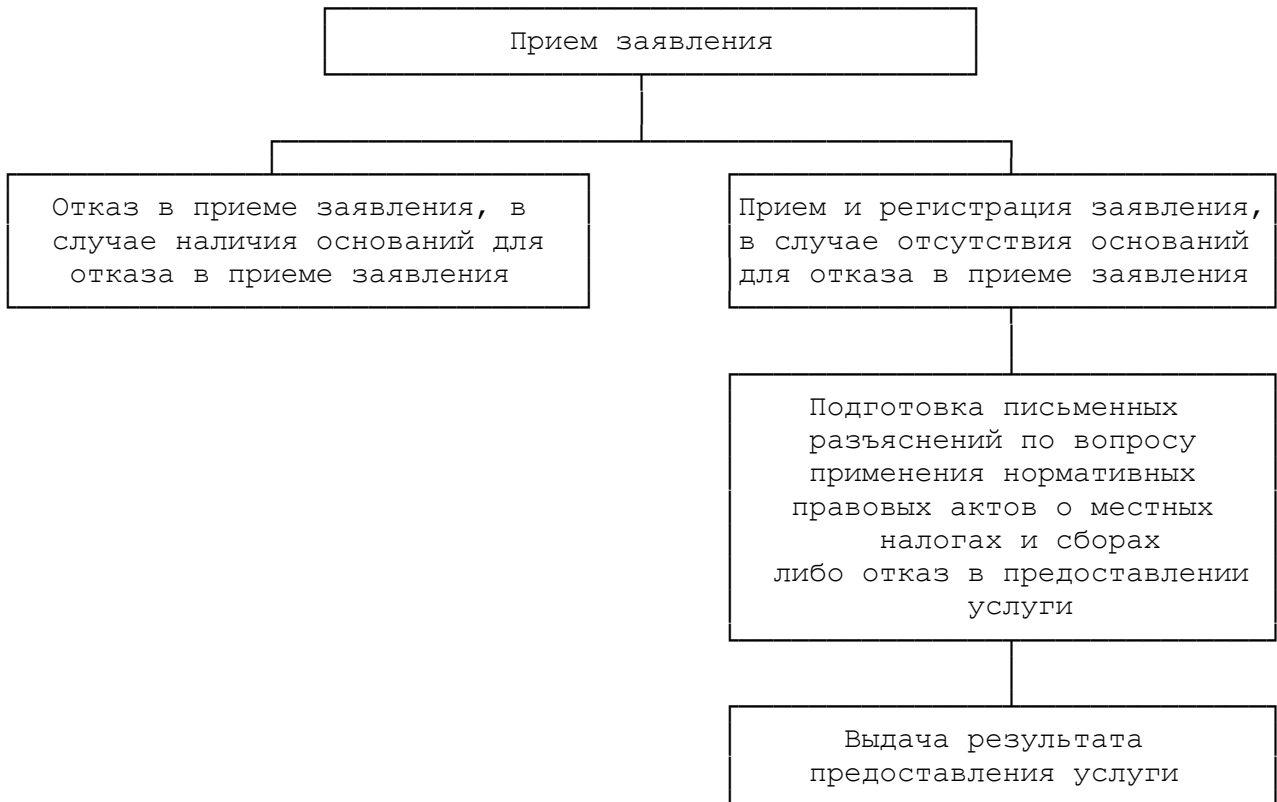 Прием заявления
Отказ в приеме заявления, в
случае наличия оснований для
отказа в приеме заявления
Прием и регистрация заявления,
в случае отсутствия оснований
для отказа в приеме заявления
Подготовка письменных
разъяснений по вопросу
применения нормативных
правовых актов о местных
налогах и сборах
либо отказ в предоставлении
услуги
Выдача результата
предоставления услуги